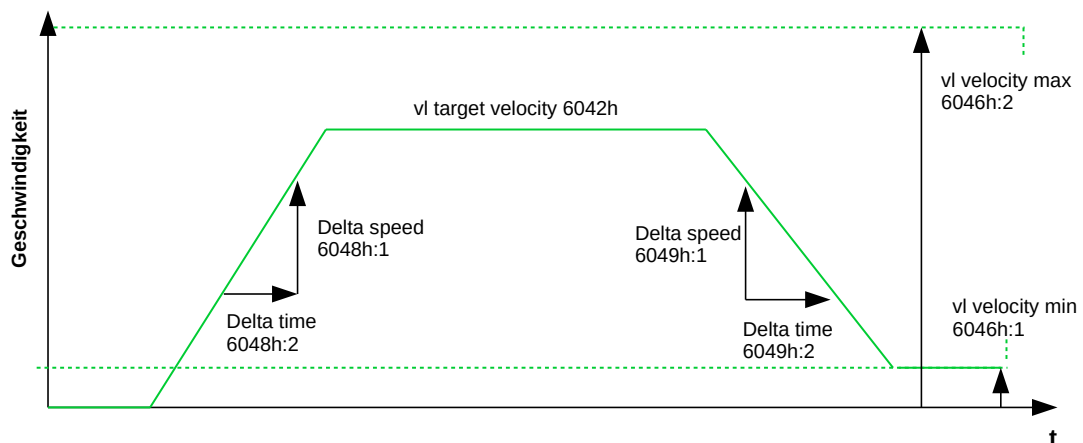 Geschwindigkeit
vl target velocity 6042h
vl velocity max
6046h:2
Delta speed
6048h:1
Delta speed
6049h:1
Delta time
6048h:2
Delta time
6049h:2
vl velocity min
6046h:1
t